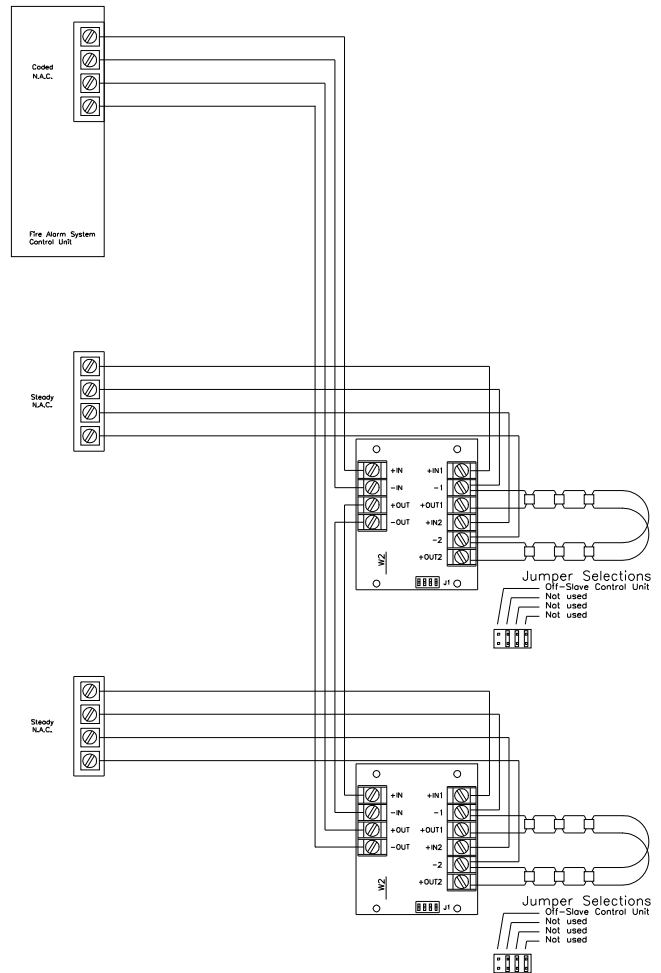 Coded
N.A.C.
Fire Alarm System
Control Unit
Steady
N.A.C.
+IN
-IN
+OUT
-OUT
+IN1
-1
+OUT1
+IN2
-2
+OUT2
W2
J1
Jumper Selections
Off-Slave Control Unit
Not used
Not used
Not used
Steady
N.A.C.
+IN
-IN
+OUT
-OUT
+IN1
-1
+OUT1
+IN2
-2
+OUT2
W2
J1
Jumper Selections
Off-Slave Control Unit
Not used
Not used
Not used